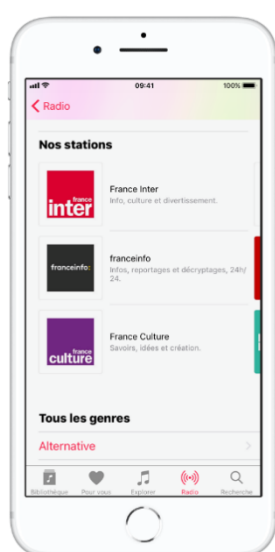 09:41
100%
Radio
Nos stations
france
inter
France Inter
Info, culture et divertissement.
franceinfo:
franceinfo
Infos, reportages et décryptages, 24h/
24.
france
culture
France Culture
Savoirs, idées et création.
Tous les genres
Alternative
Bibliothèque
Pour vous
Explorer
Radio
Recherche